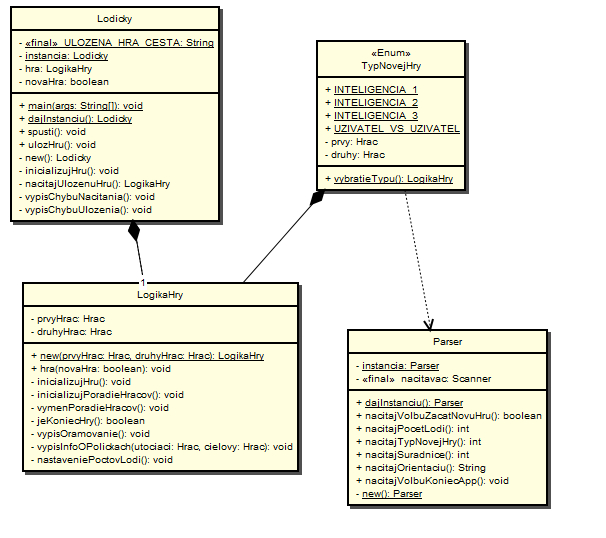 Lodicky
- «final» ULOZENA_HRA_CESTA: String
- instancia: Lodicky
- hra: LogikaHry
- novaHra: boolean
+ main(args: String[]): void
+ dajInstanciu(): Lodicky
+ spusti(): void
+ ulozHru(): void
- new(): Lodicky
- inicializujHru(): void
- nacitajUlozenuHru(): LogikaHry
- vypisChybuNacitania(): void
- vypisChybuUlozenia(): void
«Enum»
TypNovejHry
+ INTELIGENCIA_1
+ INTELIGENCIA_2
+ INTELIGENCIA_3
+ UZIVATEL_VS_UZIVATEL
- prvy: Hrac
- druhy: Hrac
+ vybratieTypu(): LogikaHry
1
LogikaHry
- prvyHrac: Hrac
- druhyHrac: Hrac
+ new(prvyHrac: Hrac, druhyHrac: Hrac): LogikaHry
+ hra(novaHra: boolean): void
- inicializujHru(): void
- inicializujPoradieHracov(): void
- vymenPoradieHracov(): void
- jeKoniecHry(): boolean
- vypisOramovanie(): void
- vypisInfoOPolickach(utociaci: Hrac, cielovy: Hrac): void
- nastaveniePoctovLodi(): void
Parser
- instancia: Parser
- «final» nacitavac: Scanner
+ dajInstanciu(): Parser
+ nacitajVolbuZacatNovuHru(): boolean
+ nacitajPocetLodi(): int
+ nacitajTypNovejHry(): int
+ nacitajSuradnice(): int
+ nacitajOrientaciu(): String
+ nacitajVolbuKoniecApp(): void
- new(): Parser